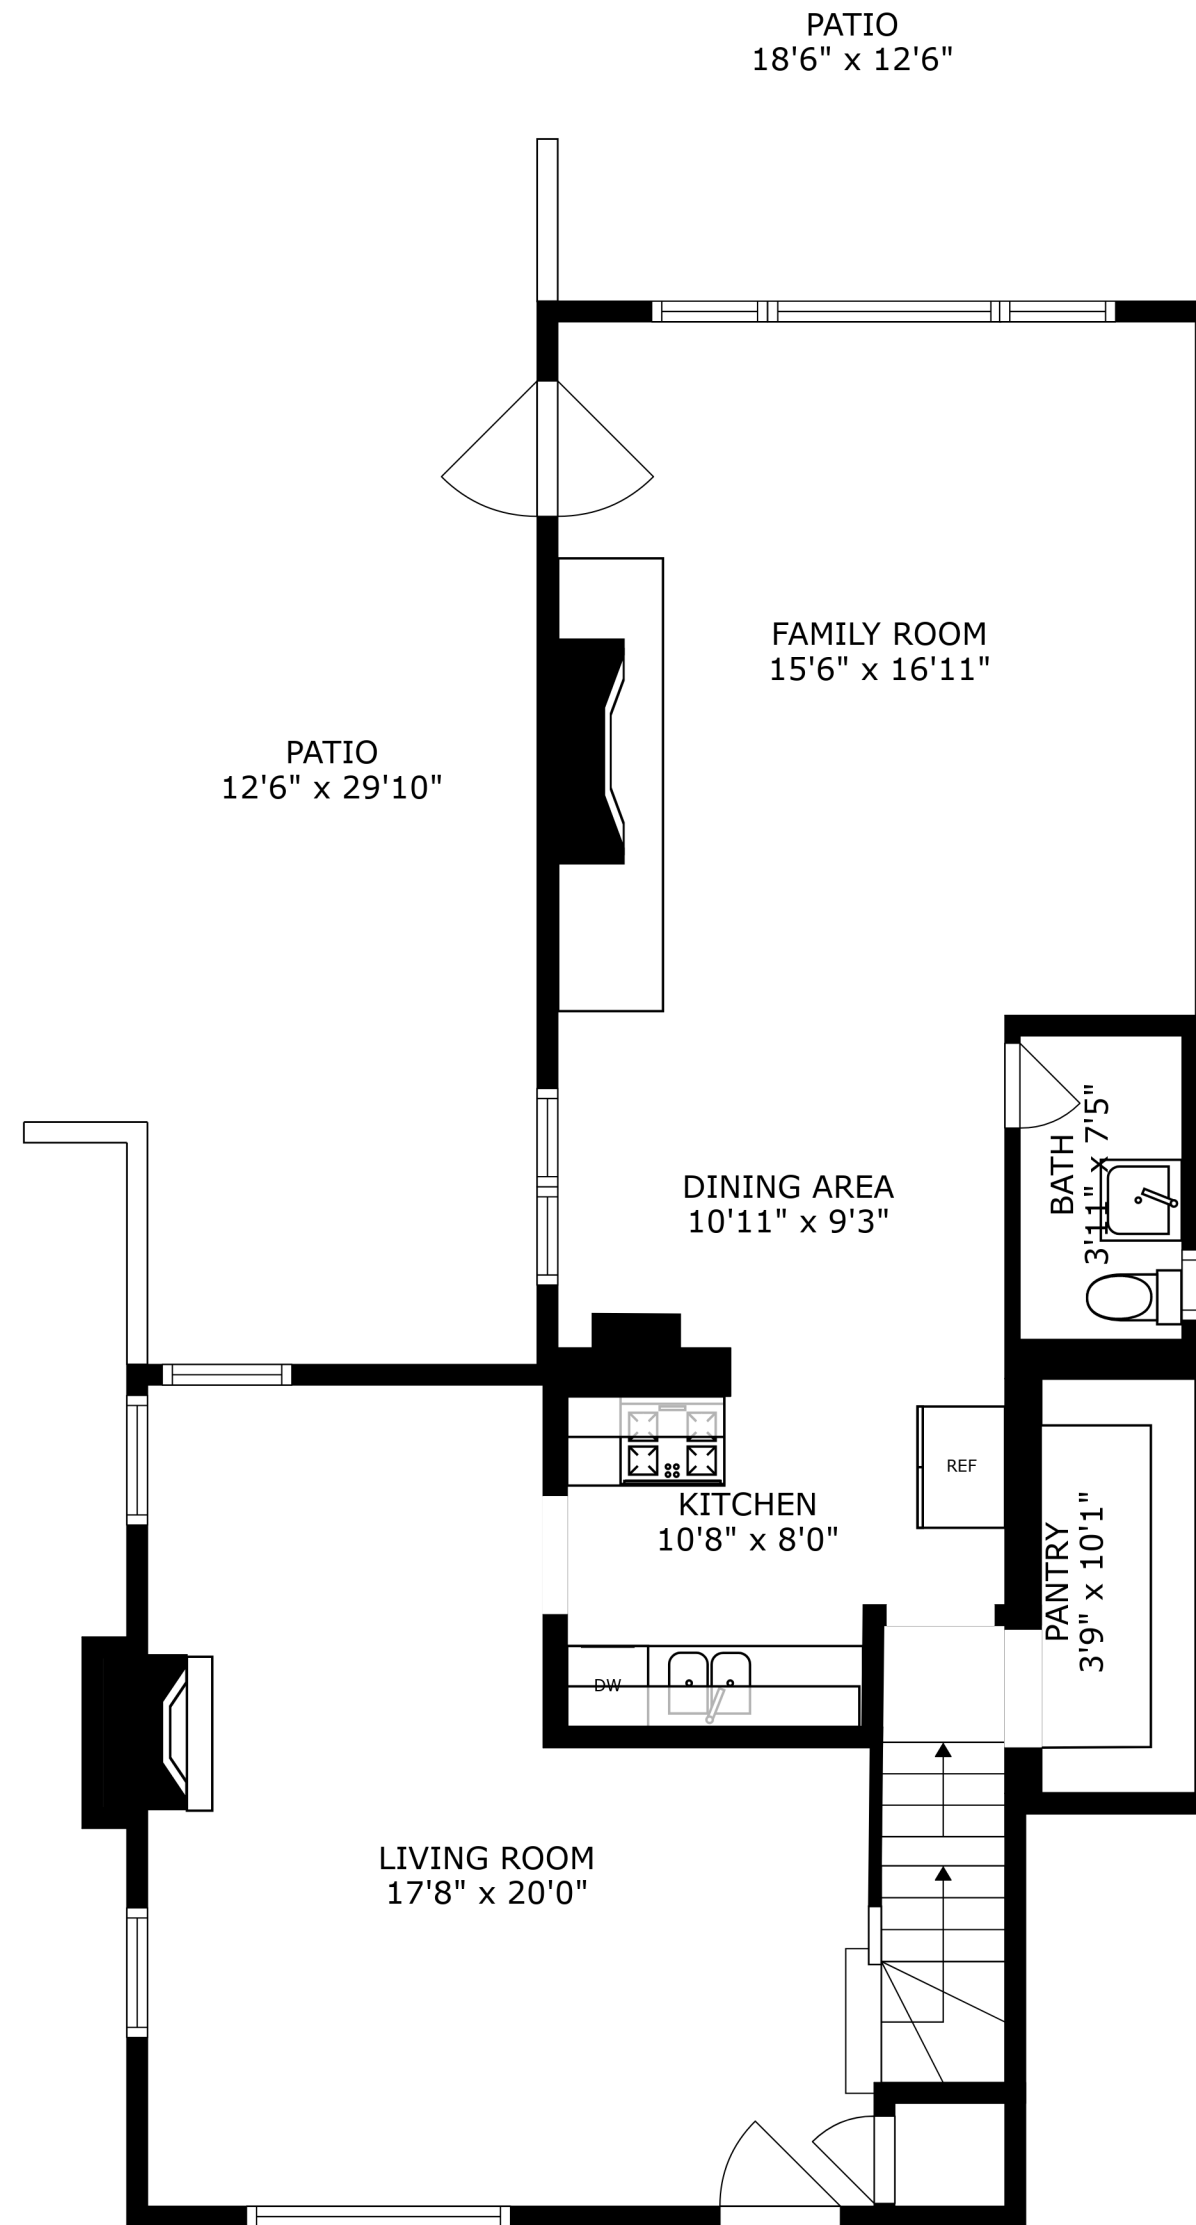 PATIO
18'6" x 12'6"
FAMILY ROOM
15'6" x 16'11"
PATIO
12'6" x 29'10"
BATH
3'11" x 7'5"
DINING AREA
10'11" x 9'3"
REF
KITCHEN
10'8" x 8'0"
PANTRY
3'9" x 10'1"
DW
LIVING ROOM
17'8" x 20'0"